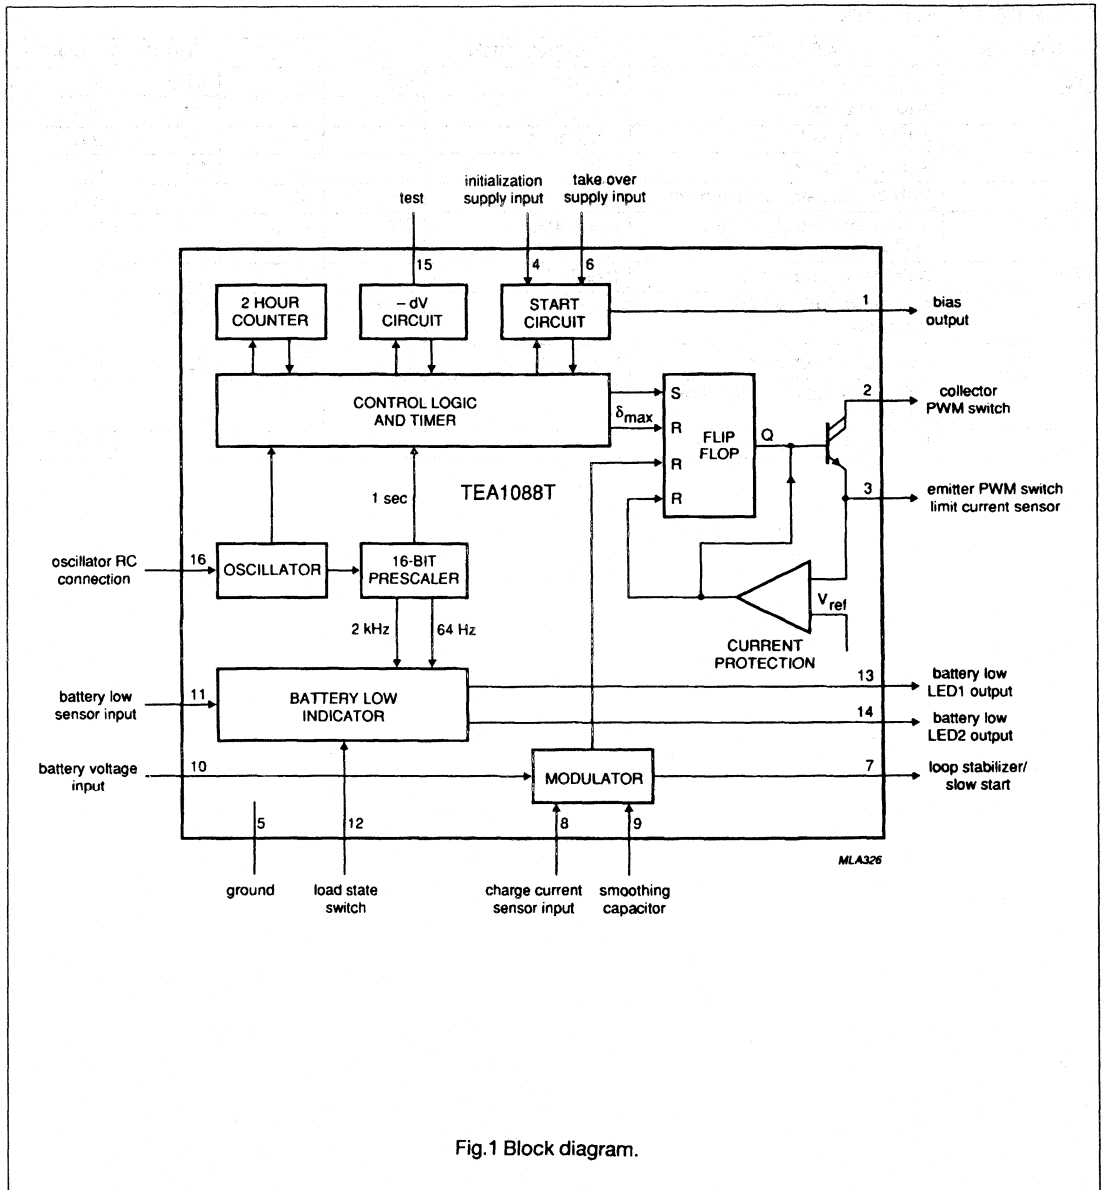 initialization
supply input
take over
supply input
test
15
4
6
2 HOUR
COUNTER
– dV
CIRCUIT
START
CIRCUIT
1
bias
output
CONTROL LOGIC
AND TIMER
δmax
S
R
R
R
FLIP
FLOP
Q
2
collector
PWM switch
1 sec
TEA1088T
3
emitter PWM switch
limit current sensor
oscillator RC
connection
16
OSCILLATOR
16-BIT
PRESCALER
Vref
2 kHz
64 Hz
CURRENT
PROTECTION
battery low
sensor input
11
BATTERY LOW
INDICATOR
13
battery low
LED1 output
14
battery low
LED2 output
battery voltage
input
10
MODULATOR
7
loop stabilizer/
slow start
5
12
8
9
MLA326
ground
load state
switch
charge current
sensor input
smoothing
capacitor
Fig.1 Block diagram.